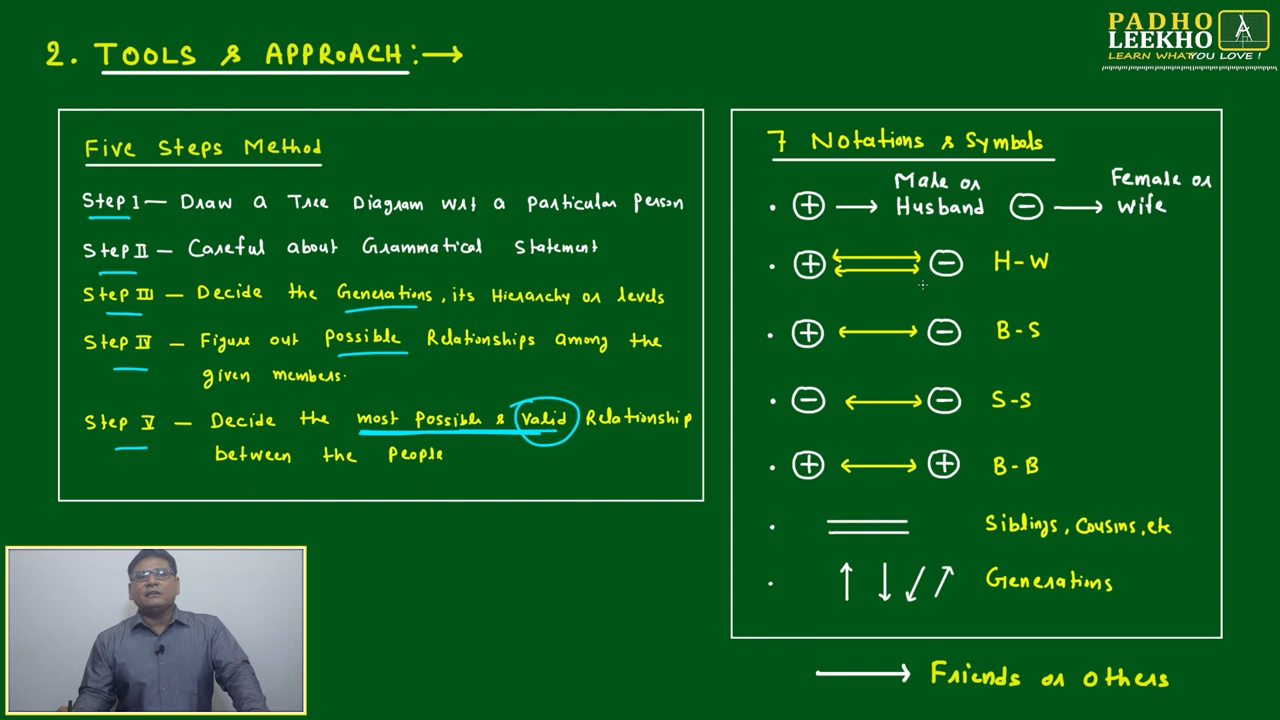 PADHO
LEEKHO
LEARN WHAT YOU LOVE !
2. TOOLS & APPROACH:→
Five Steps Method
Step I — Draw a Tree Diagram wrt a particular person
Step II — Careful about Grammatical Statement
Step III — Decide the Generations, its Hierarchy or levels
Step IV — Figure out possible Relationships among the
given members.
Step V — Decide the most possible & valid Relationship
between the People
7 Notations & Symbols
• ⊕ → Male or Husband ⊖ → Female or wife
• ⊕ ⇔ ⊖ H-W
• ⊕ ↔ ⊖ B-S
• ⊖ ↔ ⊖ S-S
• ⊕ ↔ ⊕ B-B
• = Siblings, Cousins, etc
• ↑ ↓ ↙ ↗ Generations
→ Friends or others